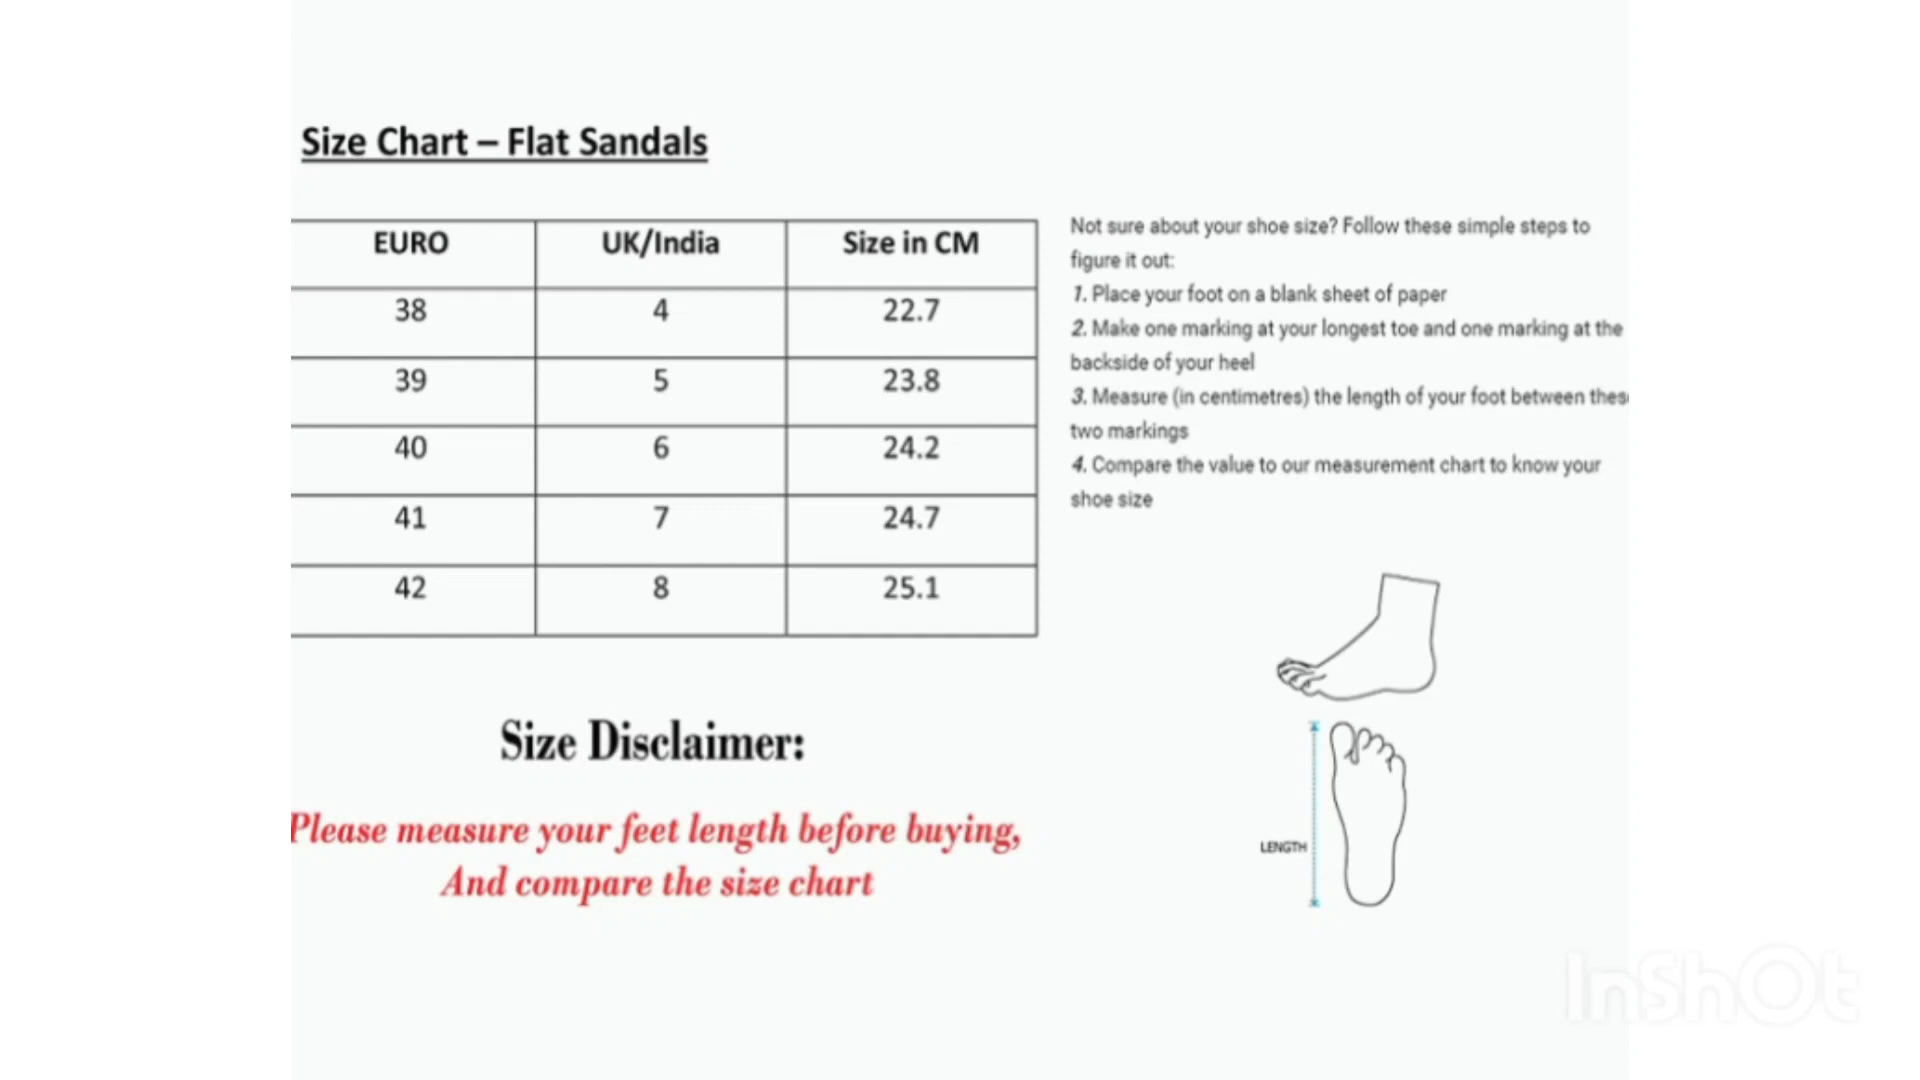 Size Chart – Flat Sandals
EURO UK/India Size in CM
38 4 22.7
39 5 23.8
40 6 24.2
41 7 24.7
42 8 25.1
Not sure about your shoe size? Follow these simple steps to
figure it out:
1. Place your foot on a blank sheet of paper
2. Make one marking at your longest toe and one marking at the
backside of your heel
3. Measure (in centimetres) the length of your foot between thes
two markings
4. Compare the value to our measurement chart to know your
shoe size
LENGTH
Size Disclaimer:
Please measure your feet length before buying,
And compare the size chart
InShOt